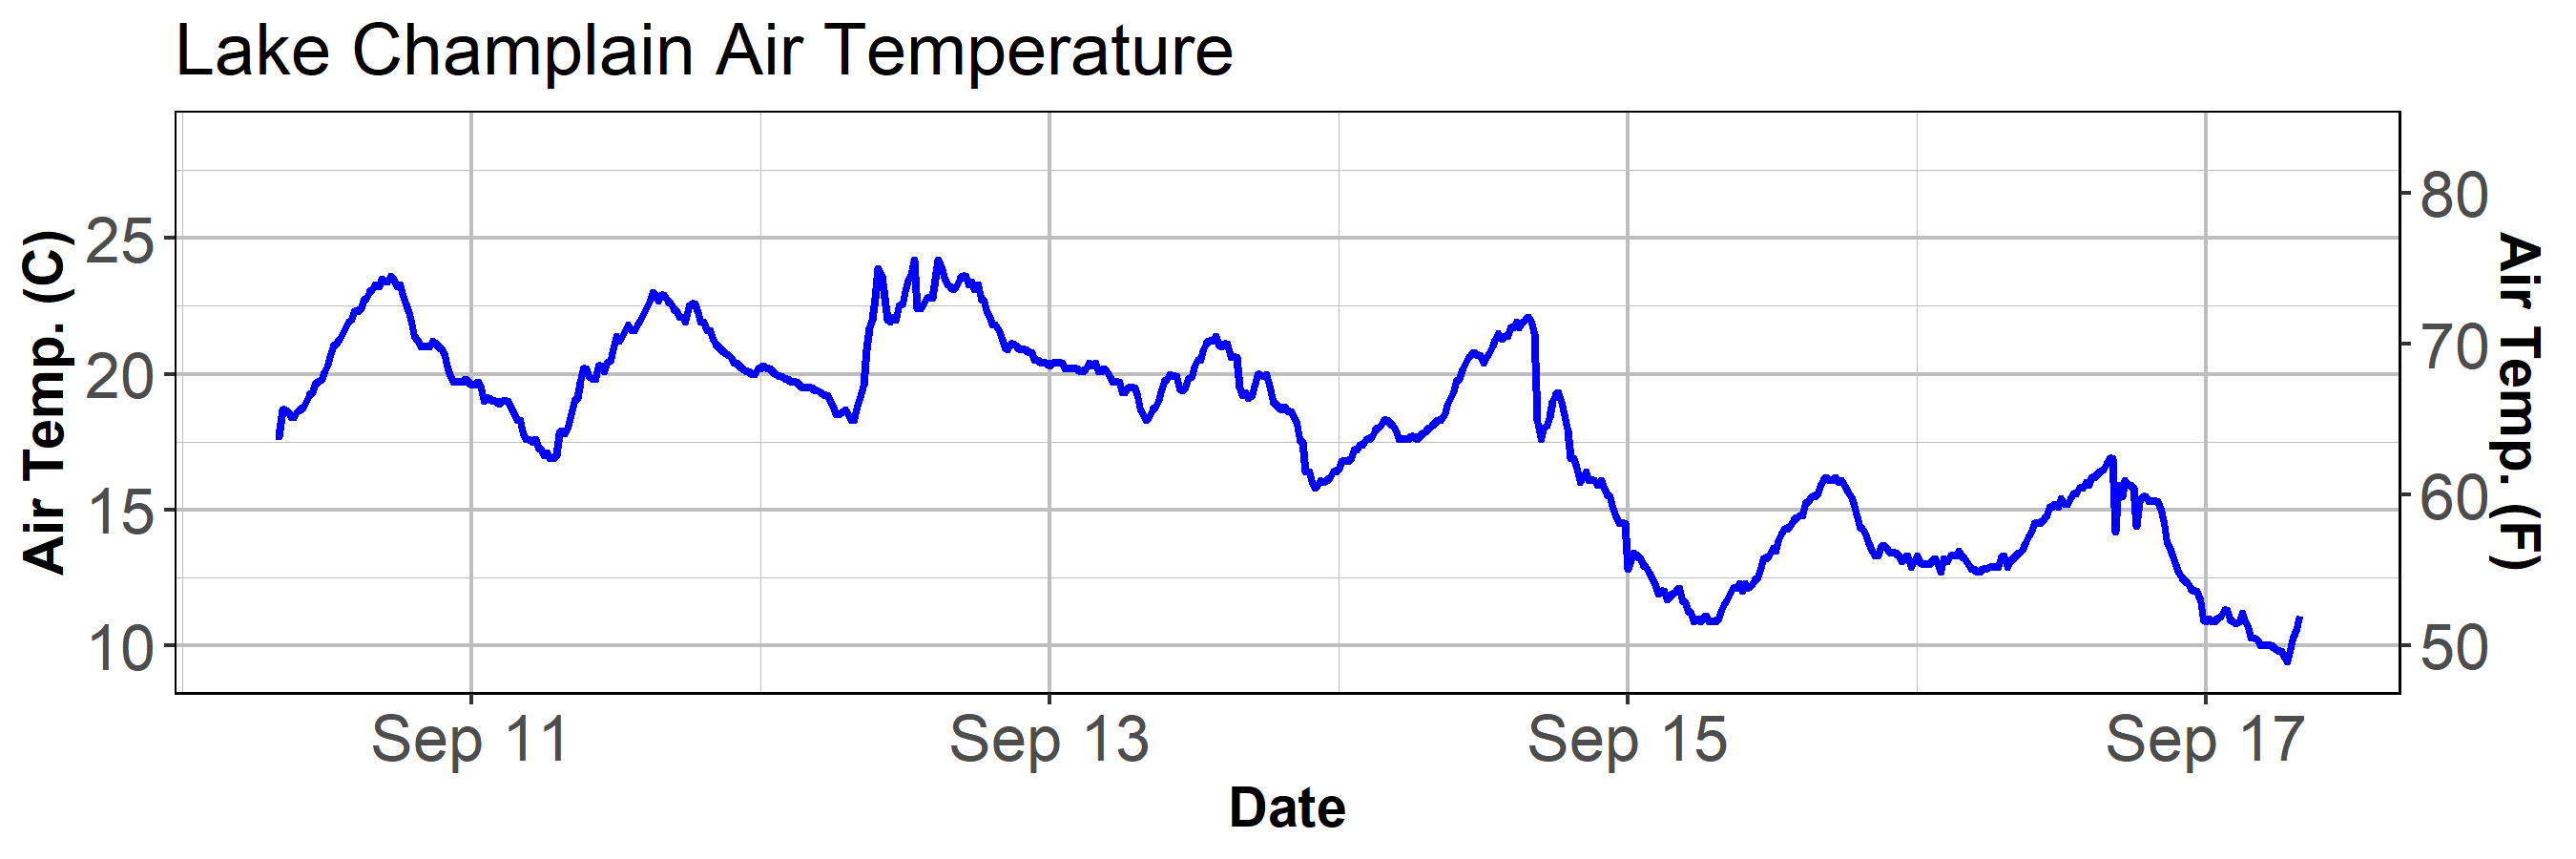 Lake Champlain Air Temperature
Air Temp. (C)
25
20
15
10
80
70
60
50
Air Temp. (F)
Sep 11
Sep 13
Sep 15
Sep 17
Date